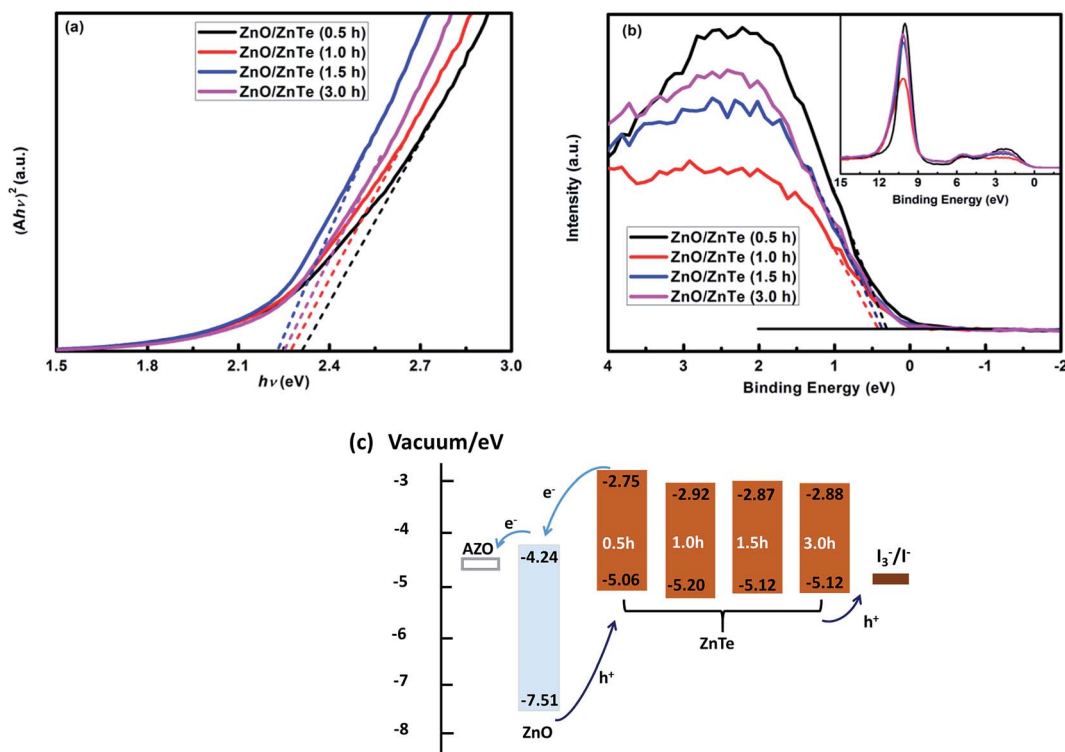 (a)
ZnO/ZnTe (0.5 h)
ZnO/ZnTe (1.0 h)
ZnO/ZnTe (1.5 h)
ZnO/ZnTe (3.0 h)
(Ahν)² (a.u.)
1.5 1.8 2.1 2.4 2.7 3.0
hν (eV)
(b)
Intensity (a.u.)
15 12 9 6 3 0
Binding Energy (eV)
ZnO/ZnTe (0.5 h)
ZnO/ZnTe (1.0 h)
ZnO/ZnTe (1.5 h)
ZnO/ZnTe (3.0 h)
4 3 2 1 0 -1 -2
Binding Energy (eV)
(c) Vacuum/eV
-3
-4
-5
-6
-7
-8
AZO
e⁻
e⁻
-4.24
-7.51
ZnO
h⁺
-2.75
0.5h
-5.06
-2.92
1.0h
-5.20
-2.87
1.5h
-5.12
-2.88
3.0h
-5.12
ZnTe
h⁺
I₃⁻/I⁻